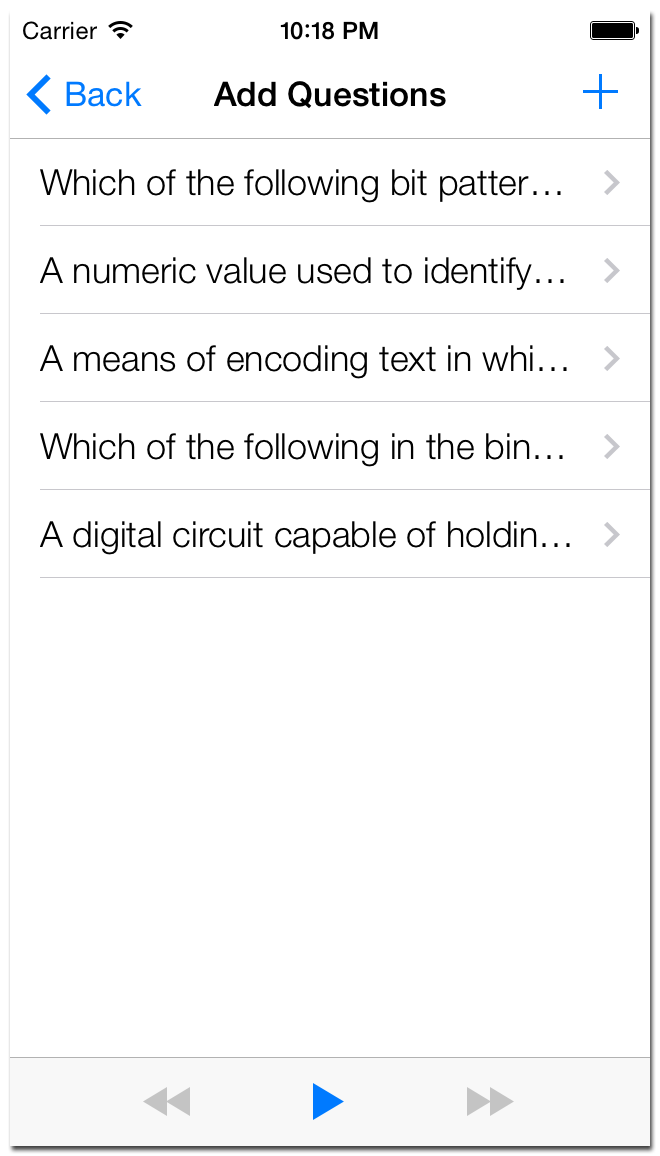 Carrier 10:18 PM
Back Add Questions
Which of the following bit patter…
A numeric value used to identify…
A means of encoding text in whi…
Which of the following in the bin…
A digital circuit capable of holdin…